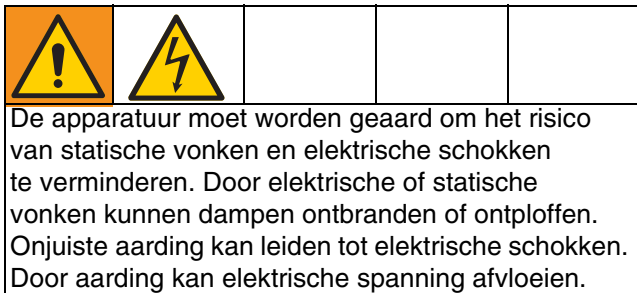 De apparatuur moet worden geaard om het risico
van statische vonken en elektrische schokken
te verminderen. Door elektrische of statische
vonken kunnen dampen ontbranden of ontploffen.
Onjuiste aarding kan leiden tot elektrische schokken.
Door aarding kan elektrische spanning afvloeien.